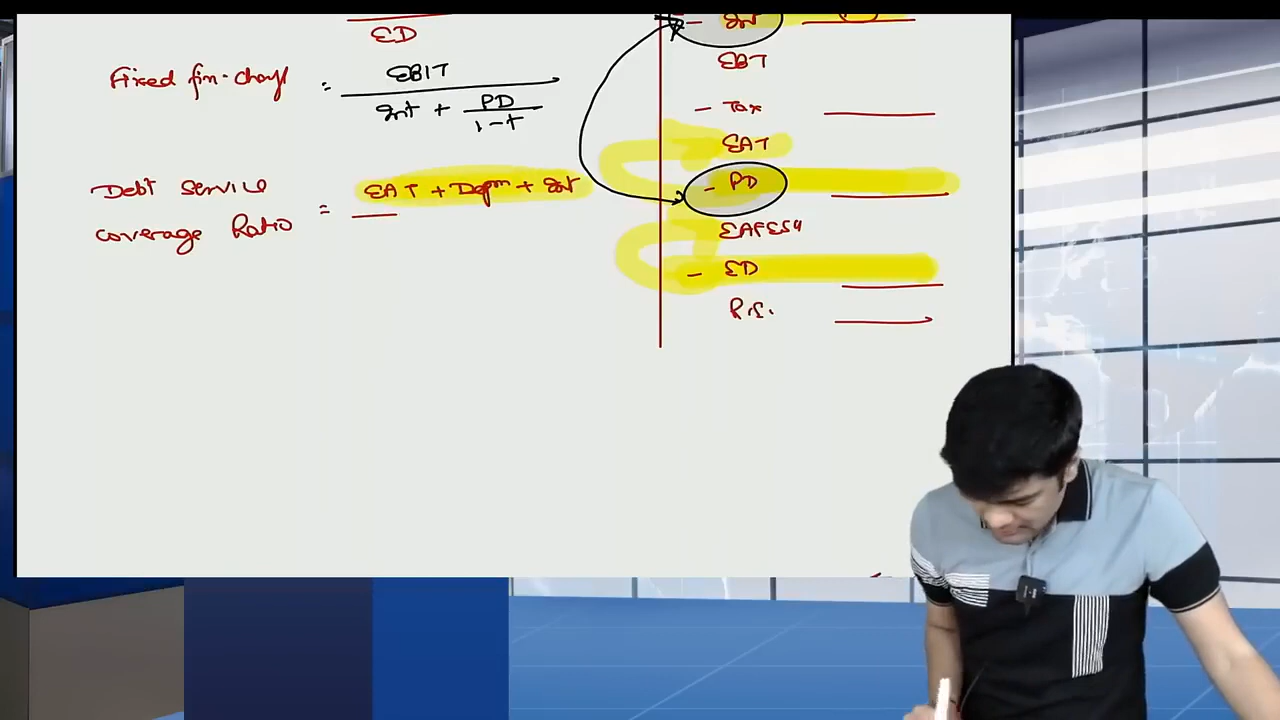 ED
Fixed fin. charg = EBIT
Int + PD
1-t
Debt service
coverage Ratio = EAT + Depn + Int
- Int
EBT
- Tax
EAT
- PD
EAFESH
- ED
R.E.